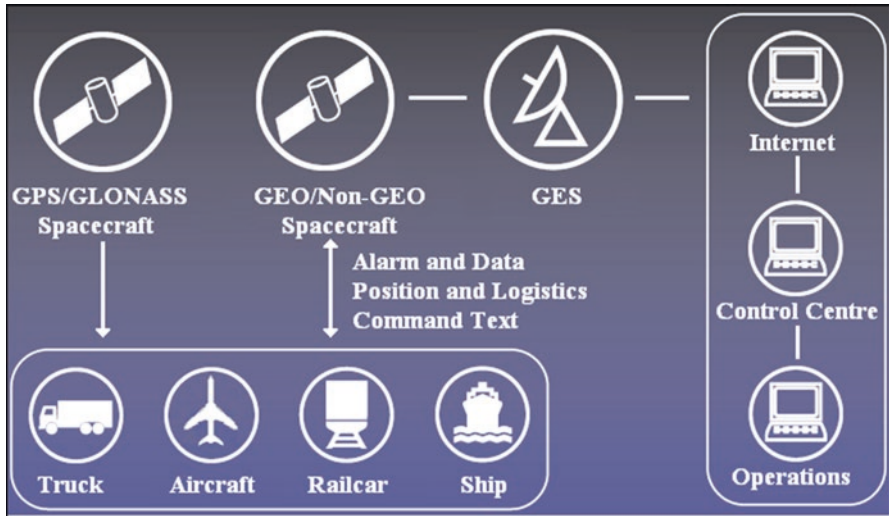 GPS/GLONASS
Spacecraft
GEO/Non-GEO
Spacecraft
GES
Internet
Alarm and Data
Position and Logistics
Command Text
Control Centre
Truck
Aircraft
Railcar
Ship
Operations